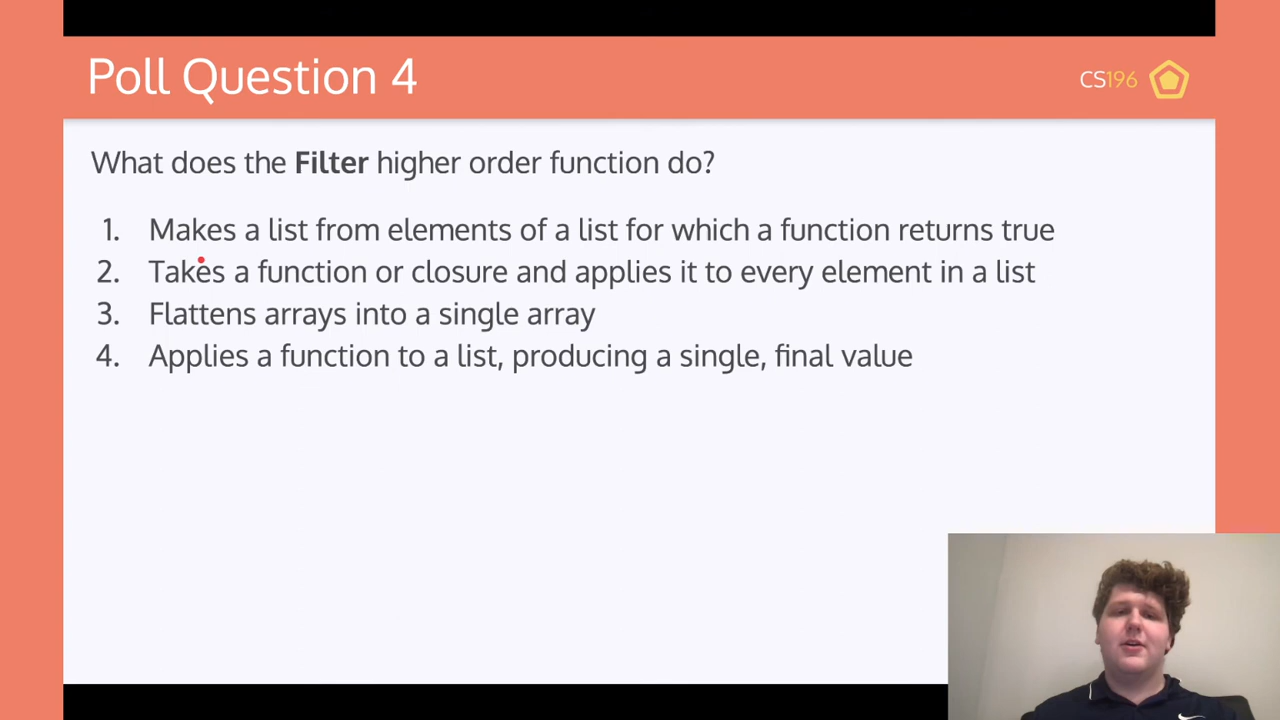 Poll Question 4
CS196
What does the Filter higher order function do?
1. Makes a list from elements of a list for which a function returns true
2. Takes a function or closure and applies it to every element in a list
3. Flattens arrays into a single array
4. Applies a function to a list, producing a single, final value